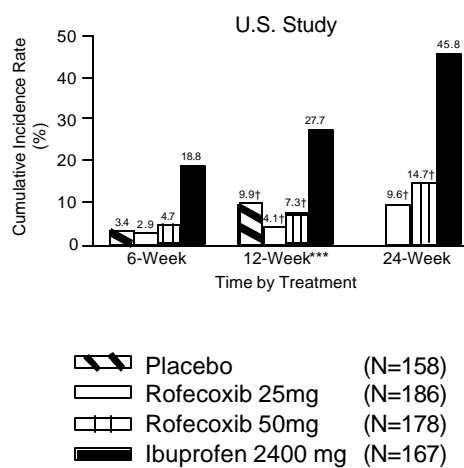 U.S. Study
Cumulative Incidence Rate
(%)
50
40
30
20
10
0
3.4
2.9
4.7
18.8
9.9†
4.1†
7.3†
27.7
9.6†
14.7†
45.8
6-Week
12-Week***
24-Week
Time by Treatment
Placebo (N=158)
Rofecoxib 25mg (N=186)
Rofecoxib 50mg (N=178)
Ibuprofen 2400 mg (N=167)